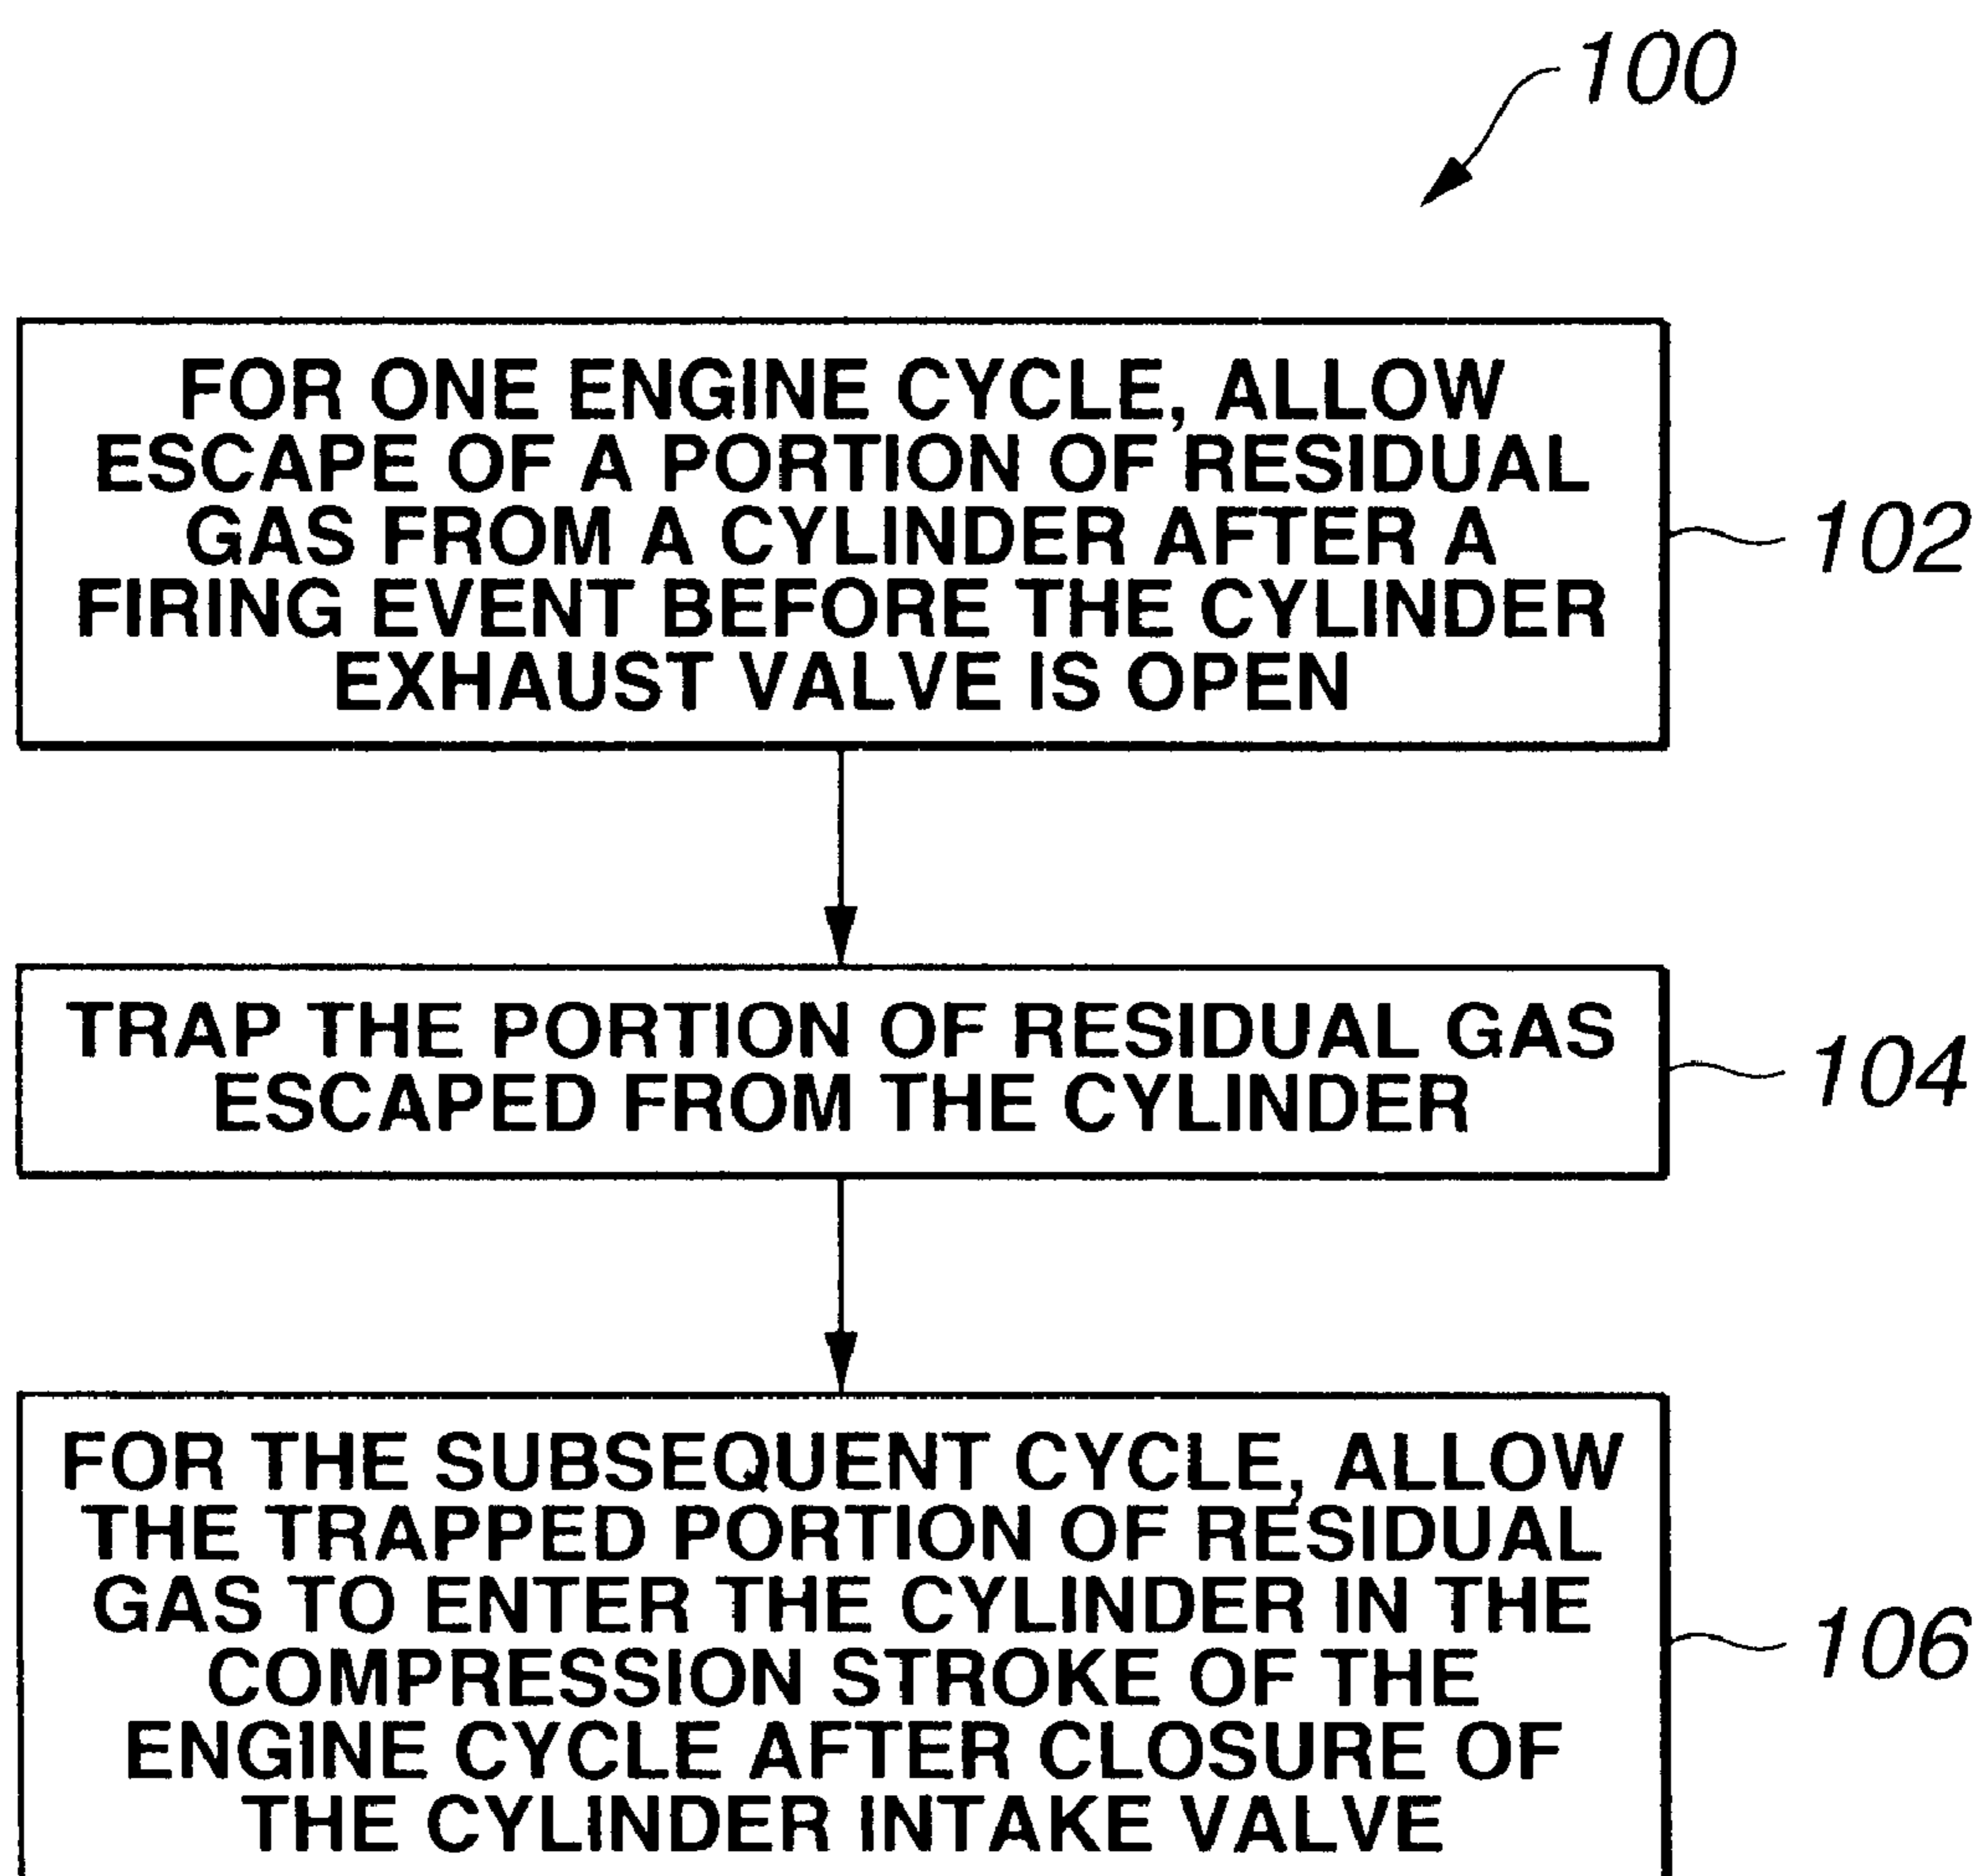 100
FOR ONE ENGINE CYCLE, ALLOW
ESCAPE OF A PORTION OF RESIDUAL
GAS FROM A CYLINDER AFTER A
FIRING EVENT BEFORE THE CYLINDER
EXHAUST VALVE IS OPEN
102
TRAP THE PORTION OF RESIDUAL GAS
ESCAPED FROM THE CYLINDER
104
FOR THE SUBSEQUENT CYCLE, ALLOW
THE TRAPPED PORTION OF RESIDUAL
GAS TO ENTER THE CYLINDER IN THE
COMPRESSION STROKE OF THE
ENGINE CYCLE AFTER CLOSURE OF
THE CYLINDER INTAKE VALVE
106